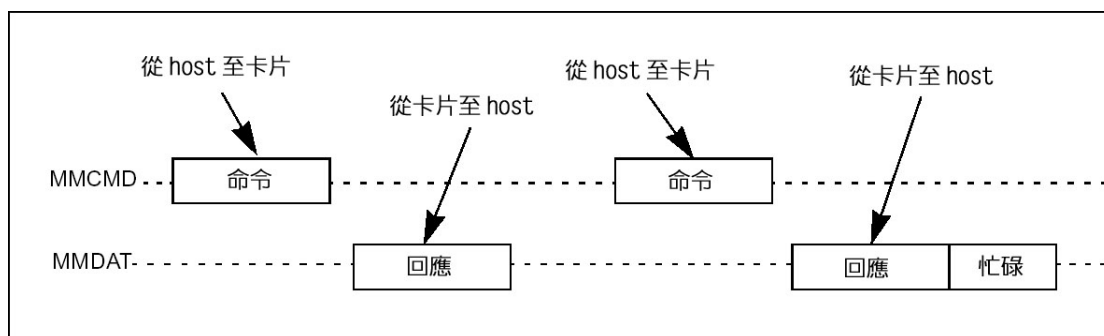 從 host 至卡片
從 host 至卡片
從卡片至 host
從卡片至 host
MMCMD
命令
命令
MMDAT
回應
回應
忙碌